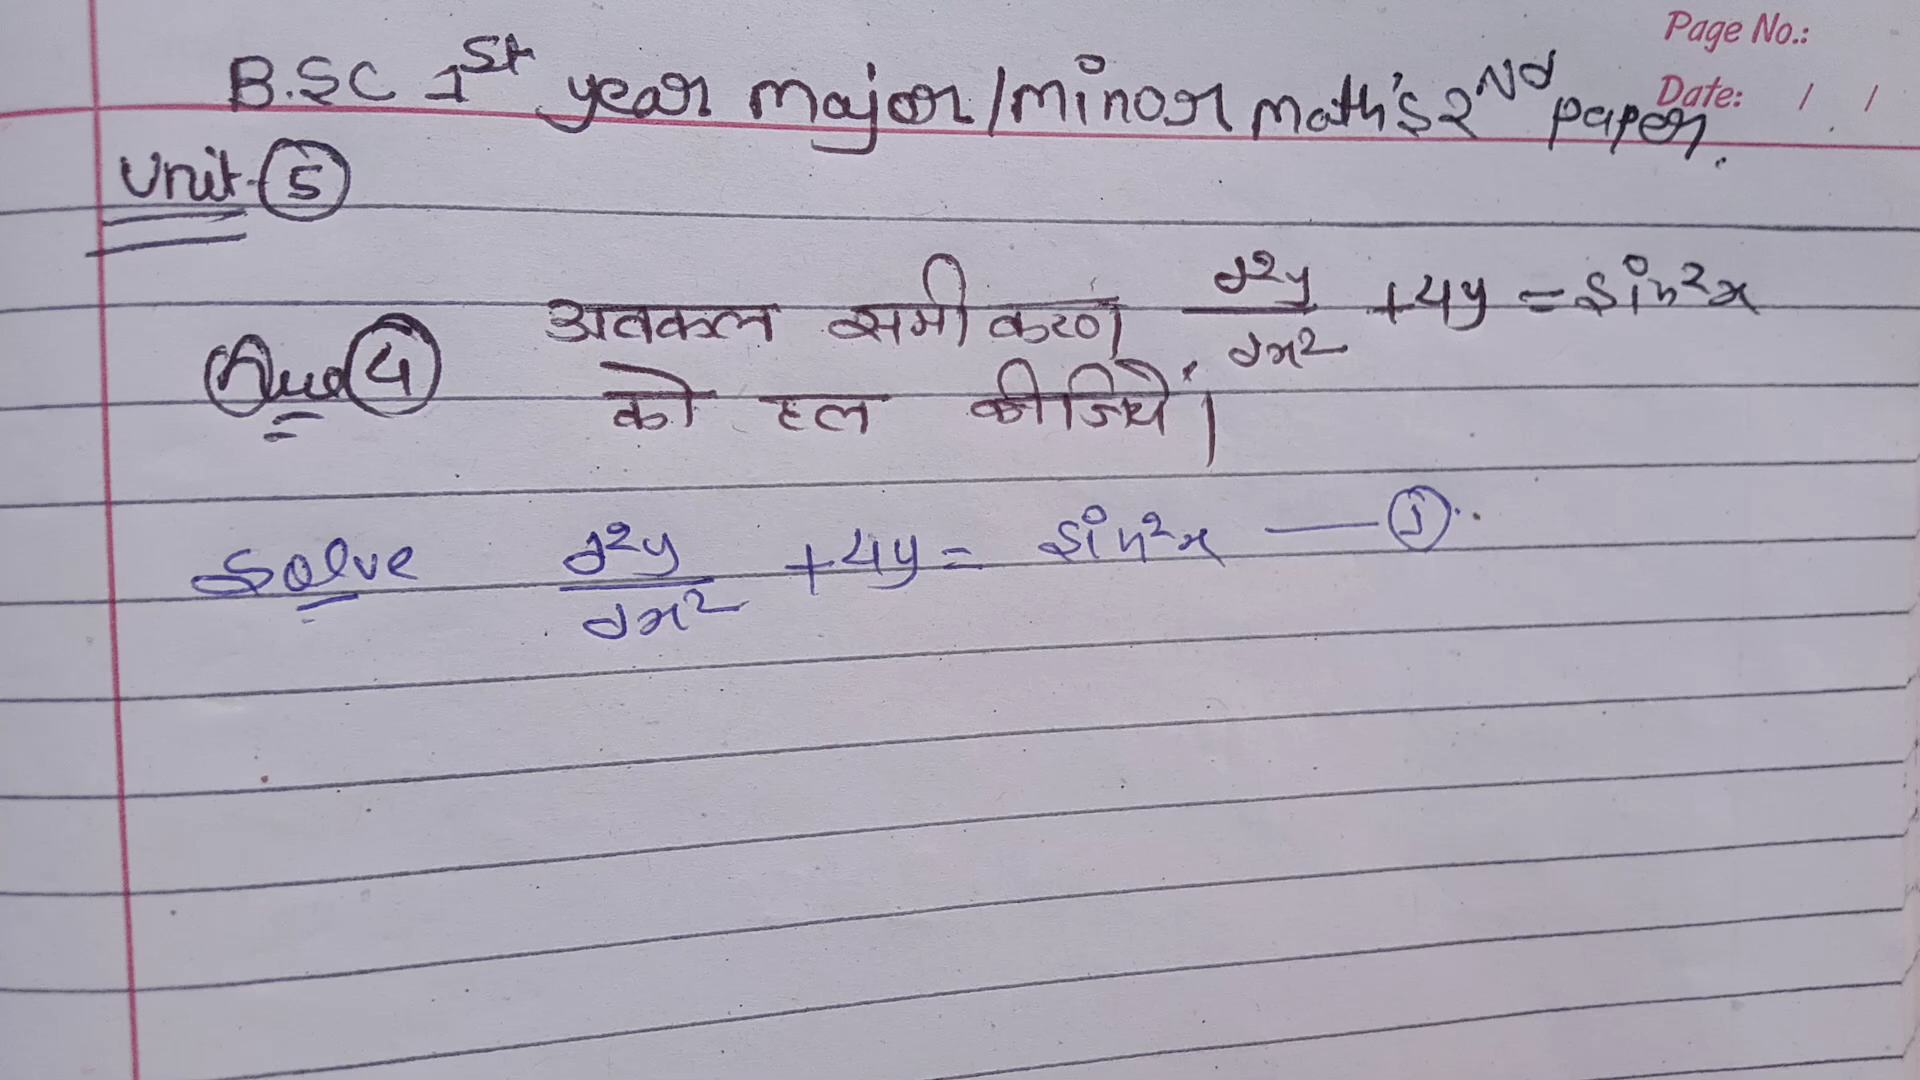 Page No.:
Date: / /
B.SC 1st year major/minor math's 2Nd paper.
Unit-⑤
Que ④ अवकल समीकरण d²y/dx² +4y = sin²x
को हल कीजिये।
Solve d²y/dx² +4y = sin²x — ①